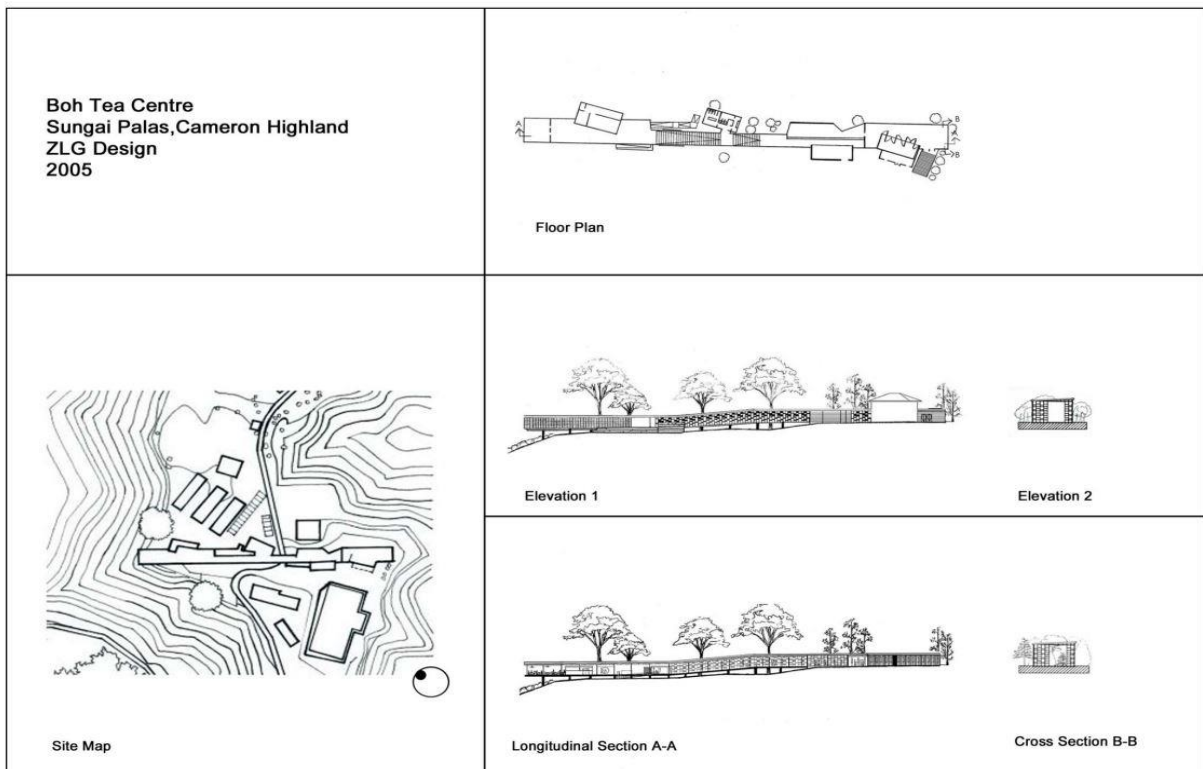 Boh Tea Centre
Sungai Palas,Cameron Highland
ZLG Design
2005
A
B
A
B
Floor Plan
Elevation 1
Elevation 2
Site Map
Longitudinal Section A-A
Cross Section B-B